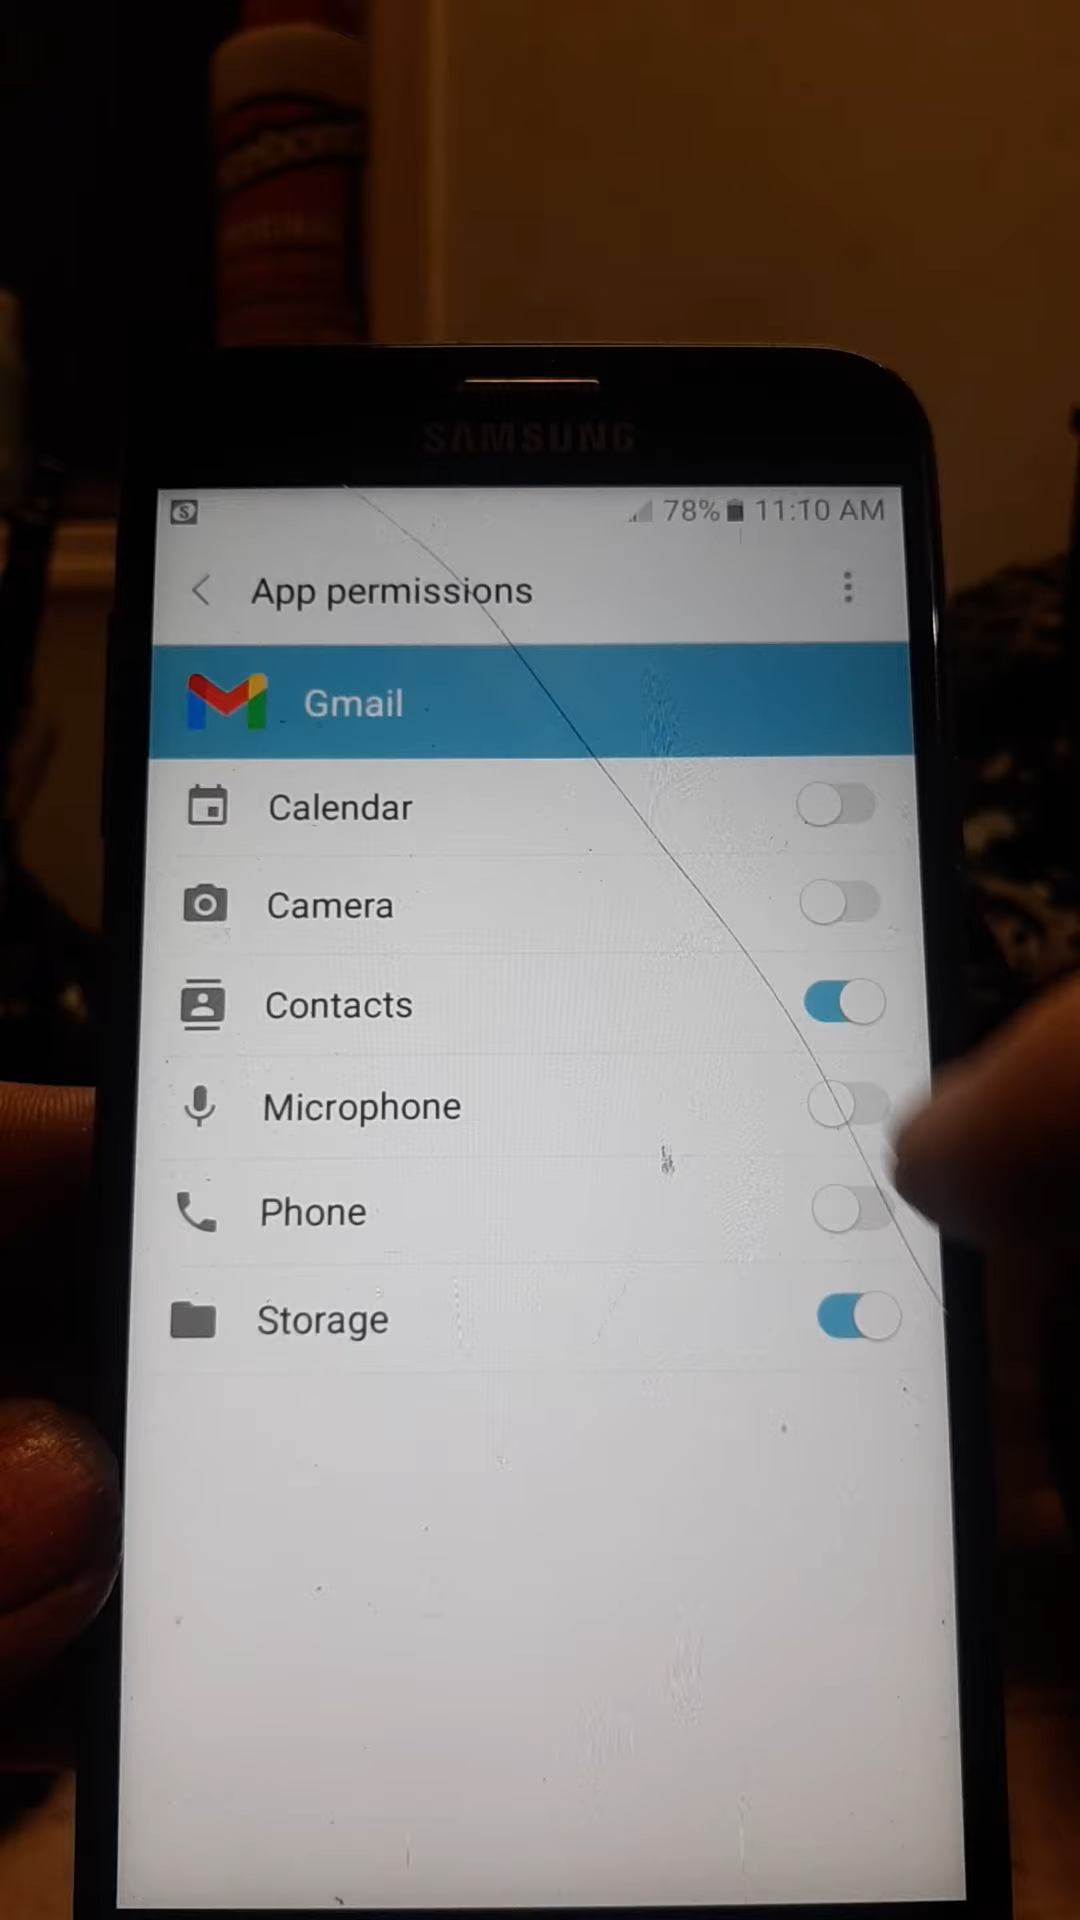 SAMSUNG
78% 11:10 AM
App permissions
Gmail
Calendar
Camera
Contacts
Microphone
Phone
Storage